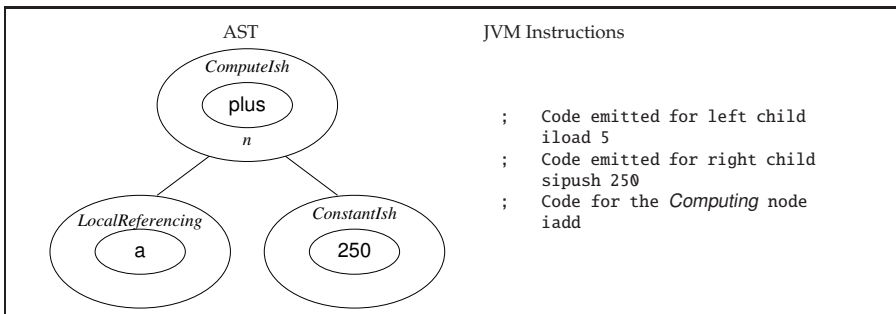 AST
JVM Instructions
ComputeIsh
plus
n
LocalReferencing
a
ConstantIsh
250
; Code emitted for left child
iload 5
; Code emitted for right child
sipush 250
; Code for the Computing node
iadd